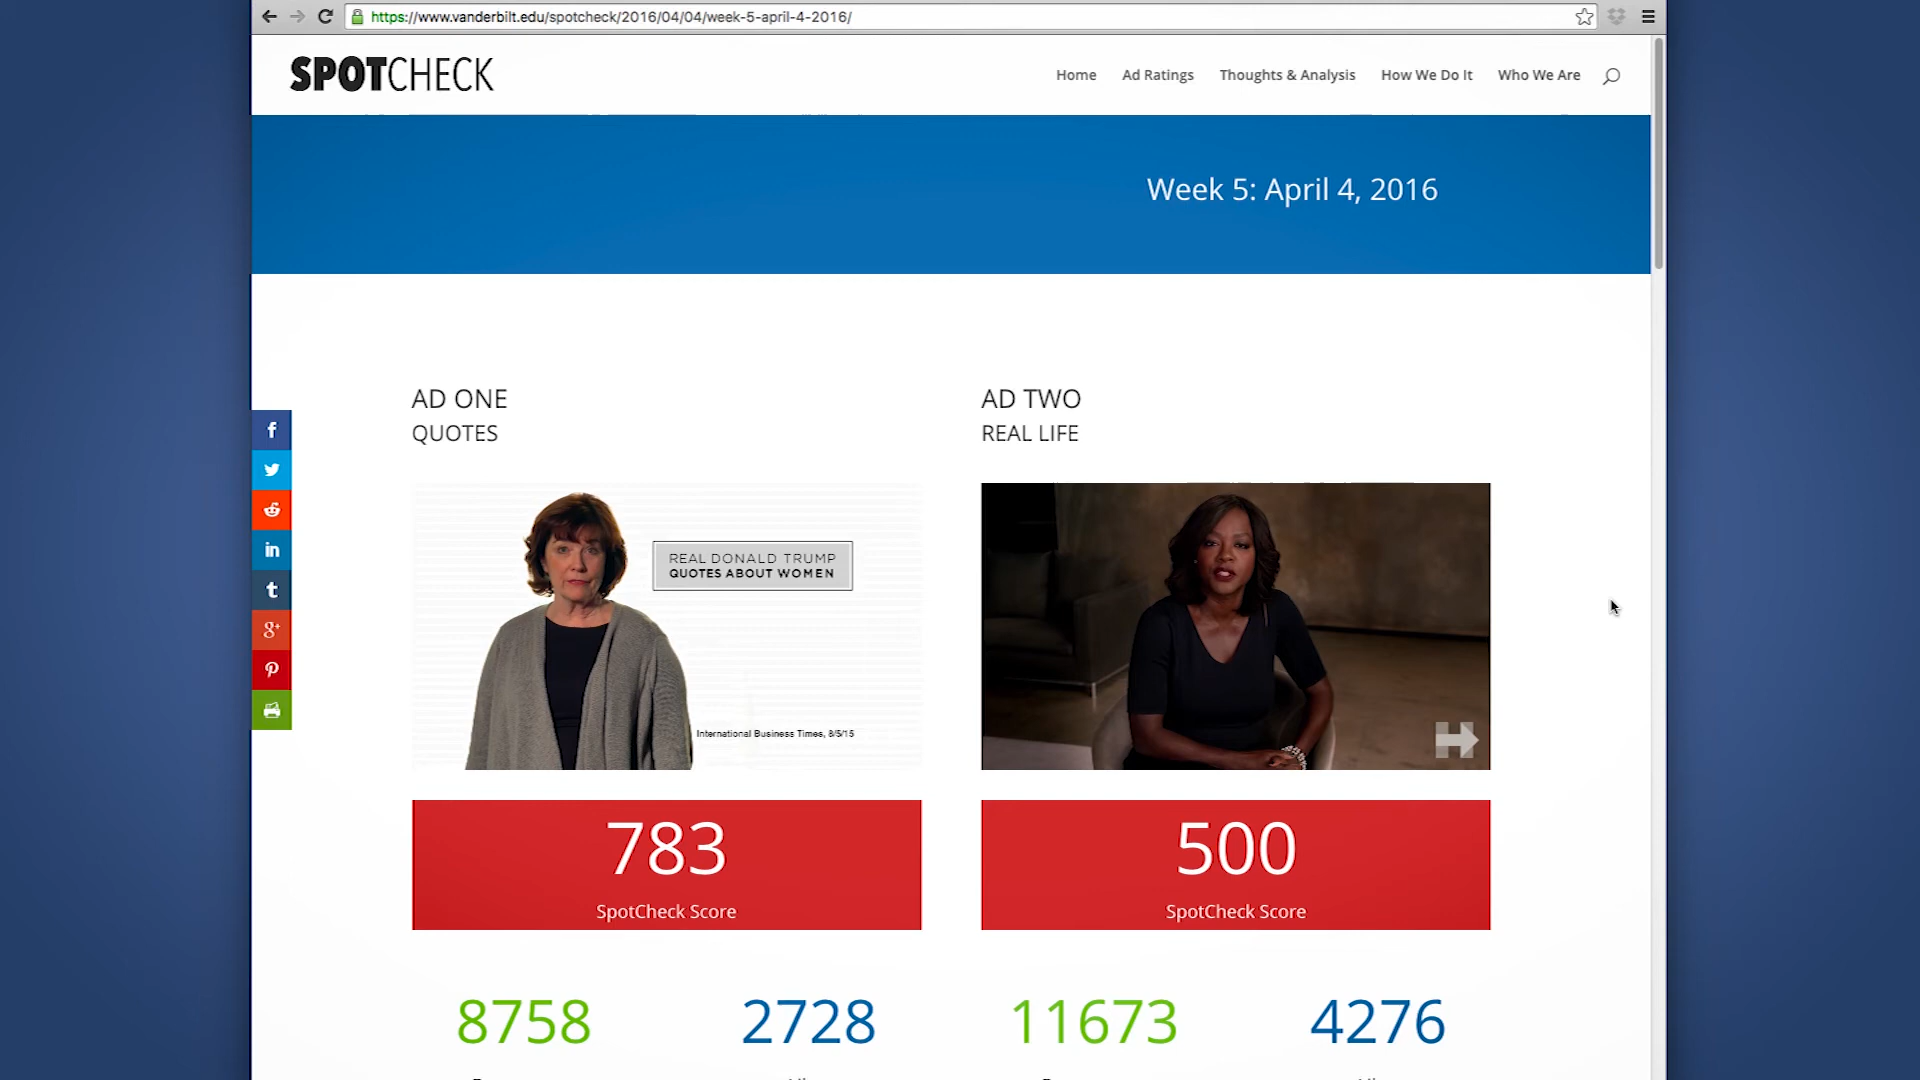 https://www.vanderbilt.edu/spotcheck/2016/04/04/week-5-april-4-2016/
SPOTCHECK
Home Ad Ratings Thoughts & Analysis How We Do It Who We Are
Week 5: April 4, 2016
AD ONE
QUOTES
AD TWO
REAL LIFE
REAL DONALD TRUMP
QUOTES ABOUT WOMEN
International Business Times, 8/5/15
783
SpotCheck Score
500
SpotCheck Score
8758 2728 11673 4276